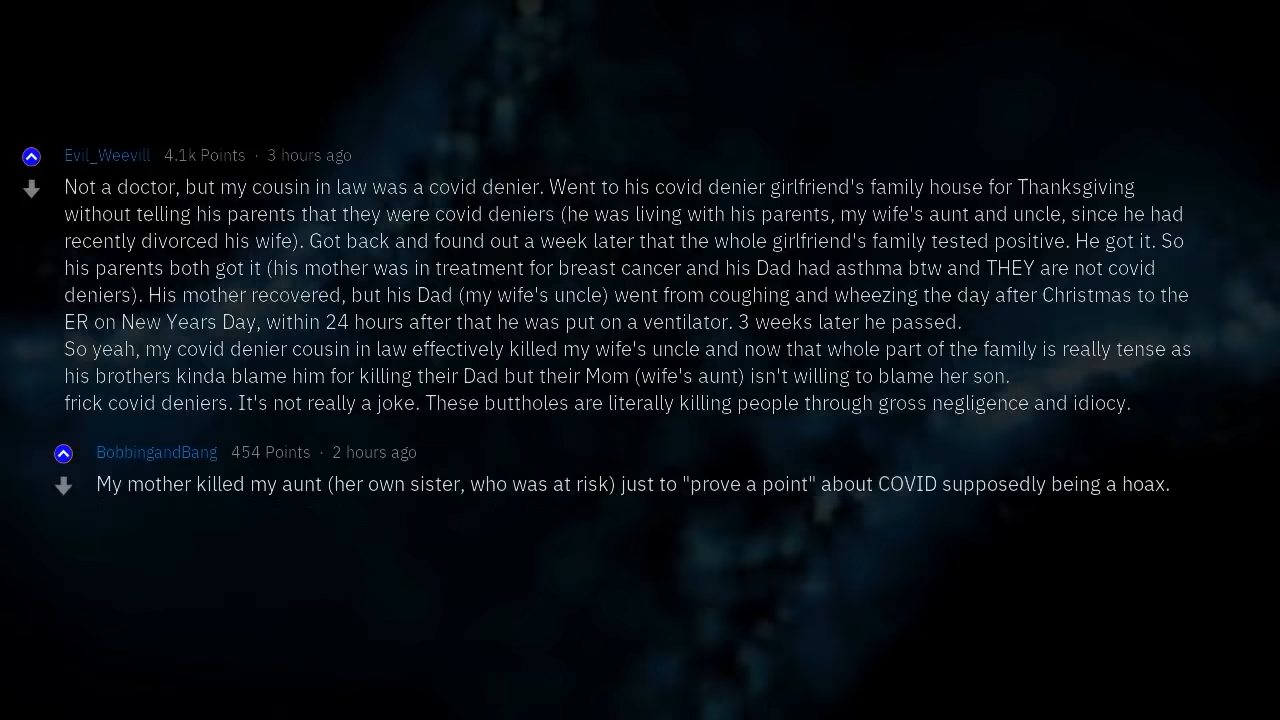 Evil_Weevill 4.1k Points · 3 hours ago
Not a doctor, but my cousin in law was a covid denier. Went to his covid denier girlfriend's family house for Thanksgiving
without telling his parents that they were covid deniers (he was living with his parents, my wife's aunt and uncle, since he had
recently divorced his wife). Got back and found out a week later that the whole girlfriend's family tested positive. He got it. So
his parents both got it (his mother was in treatment for breast cancer and his Dad had asthma btw and THEY are not covid
deniers). His mother recovered, but his Dad (my wife's uncle) went from coughing and wheezing the day after Christmas to the
ER on New Years Day, within 24 hours after that he was put on a ventilator. 3 weeks later he passed.
So yeah, my covid denier cousin in law effectively killed my wife's uncle and now that whole part of the family is really tense as
his brothers kinda blame him for killing their Dad but their Mom (wife's aunt) isn't willing to blame her son.
frick covid deniers. It's not really a joke. These buttholes are literally killing people through gross negligence and idiocy.
BobbingandBang 454 Points · 2 hours ago
My mother killed my aunt (her own sister, who was at risk) just to "prove a point" about COVID supposedly being a hoax.